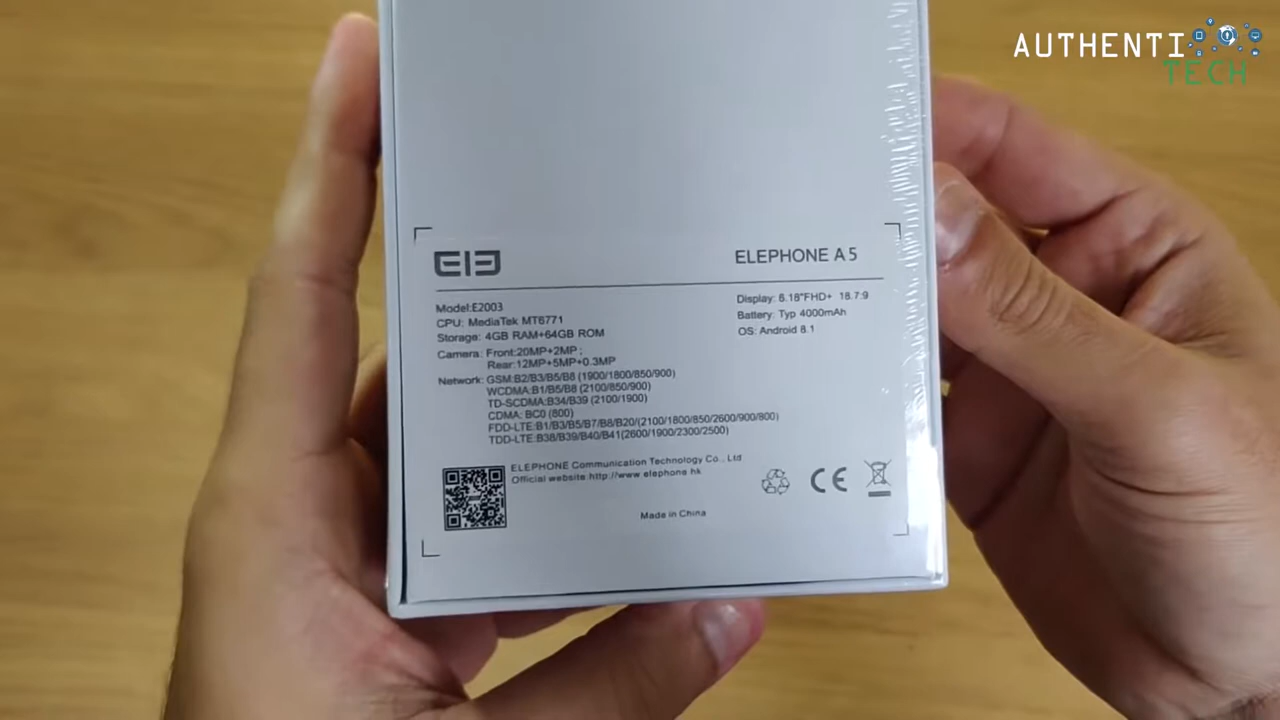 AUTHENTI
TECH
ELEPHONE A5
Model:E2003
CPU: MediaTek MT6771
Storage: 4GB RAM+64GB ROM
Camera: Front:20MP+2MP ;
Rear:12MP+5MP+0.3MP
Network: GSM:B2/B3/B5/B8 (1900/1800/850/900)
WCDMA:B1/B5/B8 (2100/850/900)
TD-SCDMA:B34/B39 (2100/1900)
CDMA: BC0 (800)
FDD-LTE:B1/B3/B5/B7/B8/B20/(2100/1800/850/2600/900/800)
TDD-LTE:B38/B39/B40/B41(2600/1900/2300/2500)
Display: 6.18"FHD+ 18.7:9
Battery: Typ 4000mAh
OS: Android 8.1
ELEPHONE Communication Technology Co., Ltd
Official website:http://www.elephone.hk
CE
Made in China